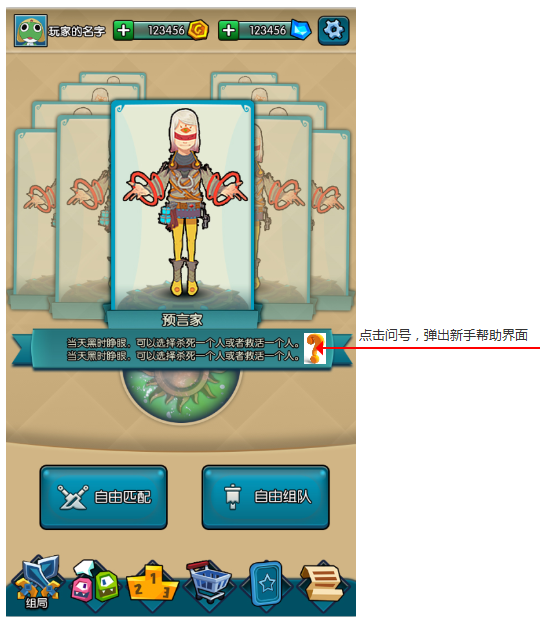 玩家的名字
123456
123456
预言家
当天黑时睁眼，可以选择杀死一个人或者救活一个人。
当天黑时睁眼，可以选择杀死一个人或者救活一个人。
点击问号，弹出新手帮助界面
自由匹配
自由组队
1
2
3
组局